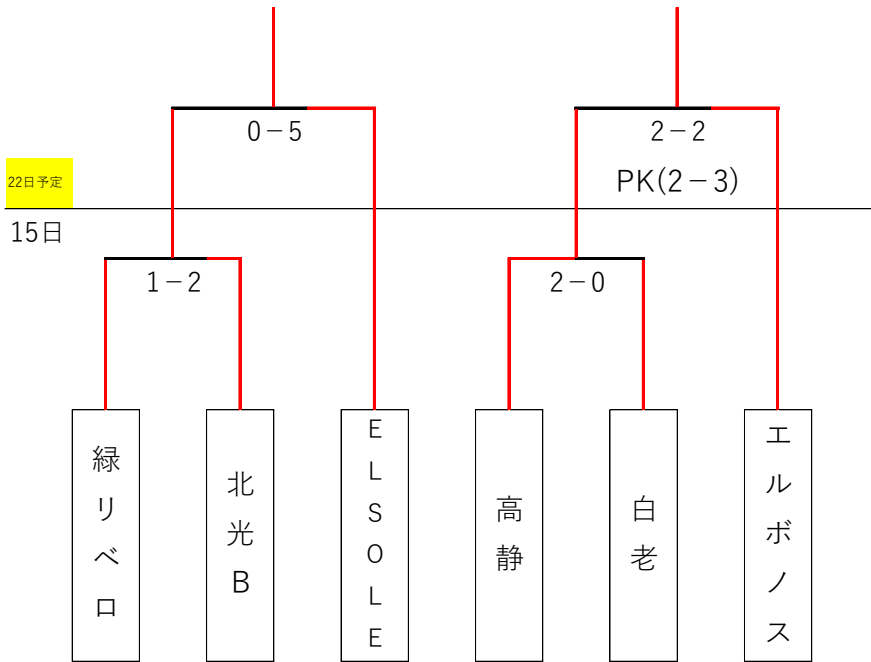 0－5
2－2
PK(2－3)
22日予定
15日
1－2
2－0
緑リベロ
北光B
ELSOLE
高静
白老
エルボノス